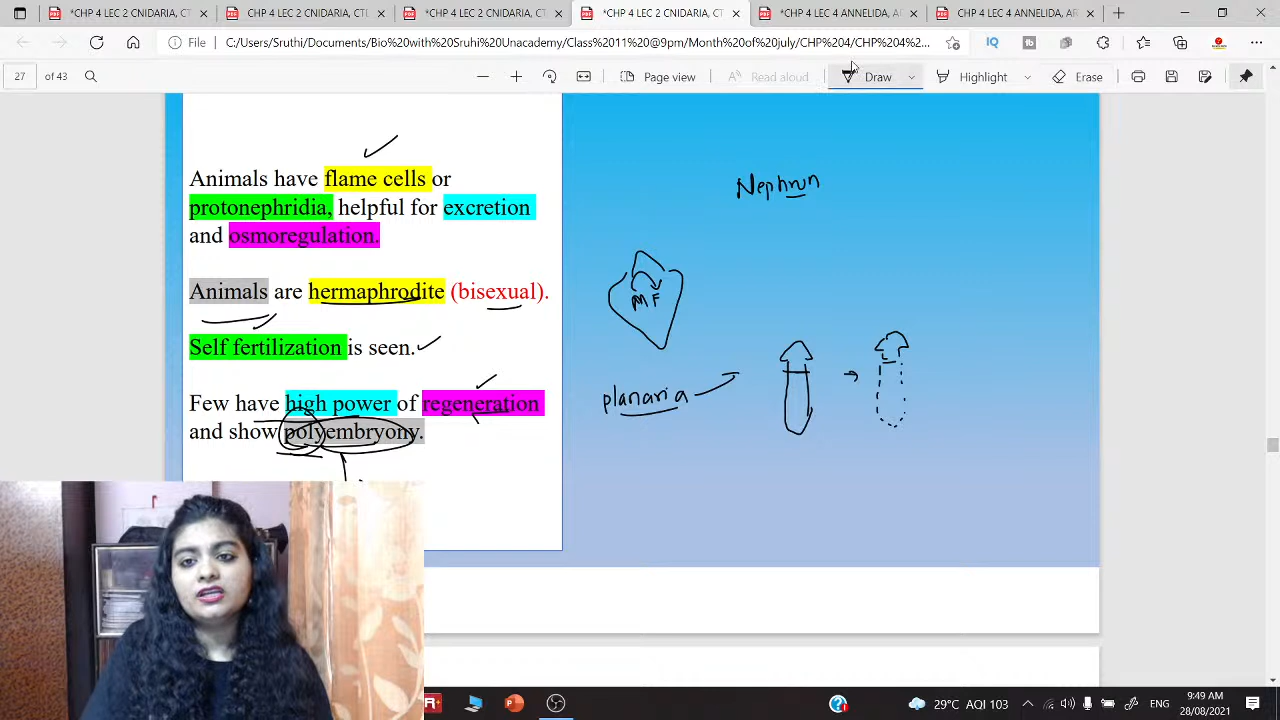 *CHP 4 LEC 2 CNIDARIA, CTE
*CHP 4 LEC 2 CNIDARIA, CTE
*CHP 4 LEC 2 CNIDARIA, CT
*CHP 4 LEC 2 CNIDARIA, CTE
*CHP 4 LEC 4 ANNELIDA, AR
*CHP 4 LEC 4 ANNELIDA, AR
File | C:/Users/Sruthi/Documents/Bio%20with%20Sruhi%20Unacademy/Class%2011%20@9pm/Month%20of%20july/CHP%204/CHP%204%...
27 of 43
Page view
Read aloud
Draw
Highlight
Erase
Animals have flame cells or
protonephridia, helpful for excretion
and osmoregulation.
Animals are hermaphrodite (bisexual).
Self fertilization is seen.
Few have high power of regeneration
and show polyembryony.
Nephron
M F
planaria
29°C AQI 103
ENG
9:49 AM
28/08/2021